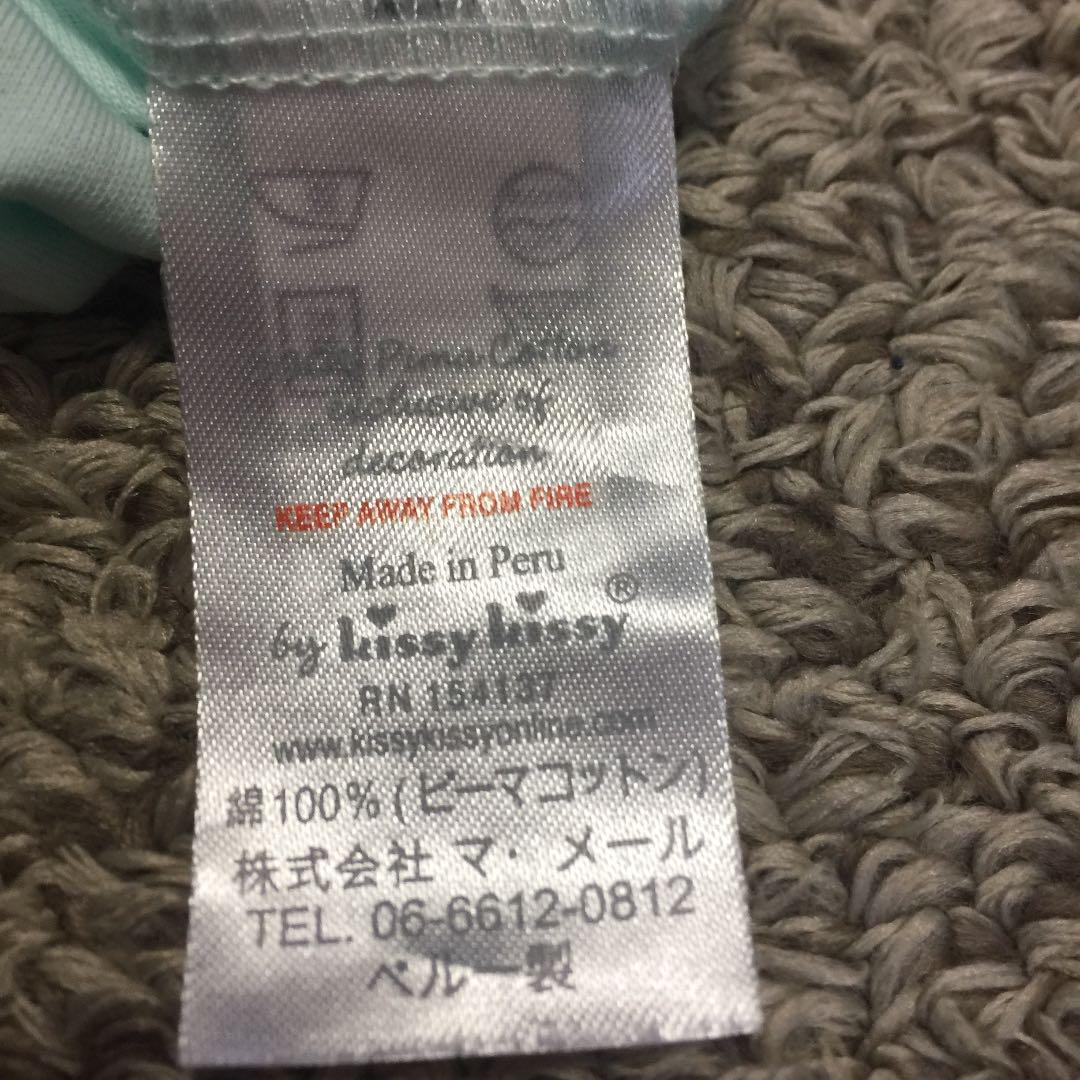 Pima Cotton
exclusive of
decoration
KEEP AWAY FROM FIRE
Made in Peru
by kissy kissy®
RN 154137
www.kissykissyonline.com
綿100% (ピーマコットン)
株式会社 マ・メール
TEL. 06-6612-0812
ペルー製